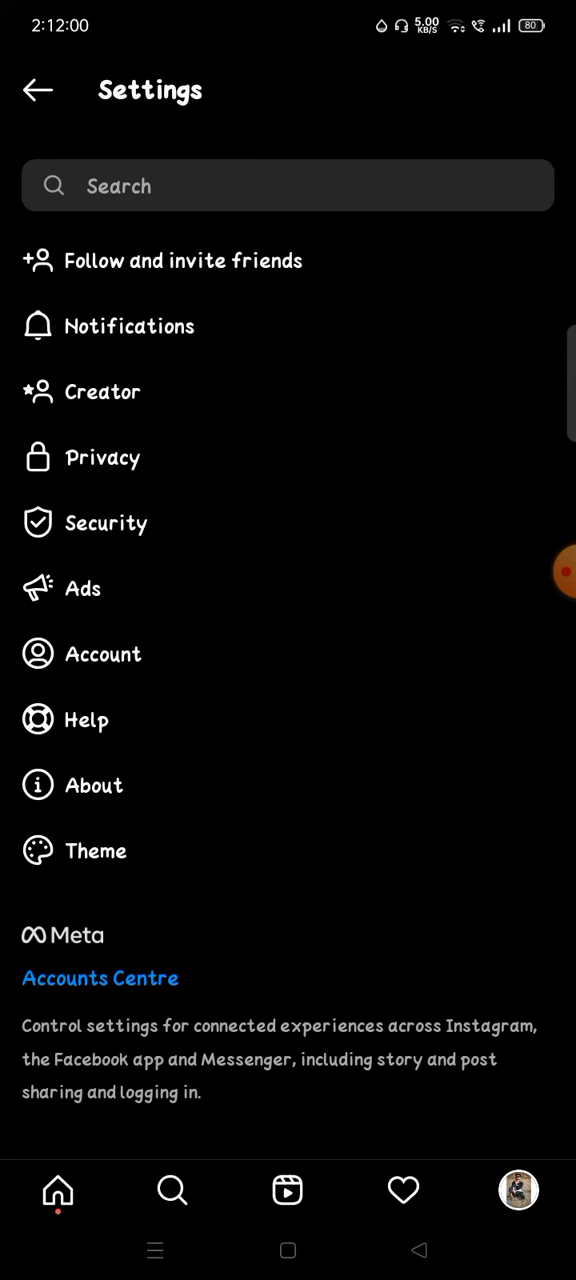 2:12:00
5.00
KB/S
80
Settings
Search
Follow and invite friends
Notifications
Creator
Privacy
Security
Ads
Account
Help
About
Theme
Meta
Accounts Centre
Control settings for connected experiences across Instagram,
the Facebook app and Messenger, including story and post
sharing and logging in.